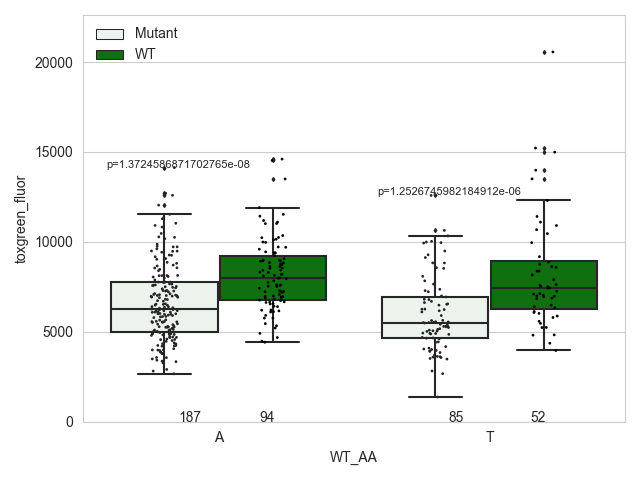 Mutant
WT
20000
15000
10000
5000
0
toxgreen_fluor
p=1.3724586871702765e-08
p=1.2526745982184912e-06
187 94 85 52
A T
WT_AA